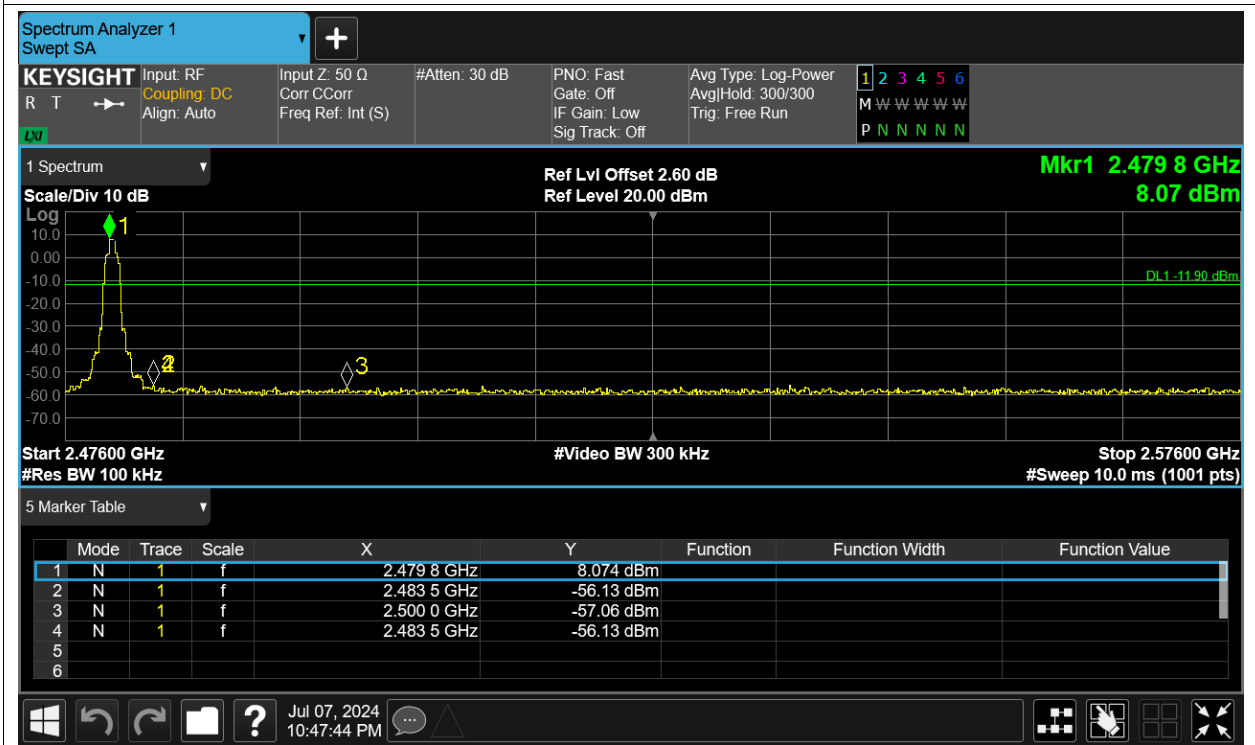 Spectrum Analyzer 1
Swept SA
KEYSIGHT
R T
LXI
Input: RF
Coupling: DC
Align: Auto
Input Z: 50 Ω
Corr CCorr
Freq Ref: Int (S)
#Atten: 30 dB
PNO: Fast
Gate: Off
IF Gain: Low
Sig Track: Off
Avg Type: Log-Power
Avg|Hold: 300/300
Trig: Free Run
1 2 3 4 5 6
M W W W W W W
P N N N N N
1 Spectrum
Scale/Div 10 dB
Ref Lvl Offset 2.60 dB
Ref Level 20.00 dBm
Mkr1 2.479 8 GHz
8.07 dBm
Log
10.0
0.00
-10.0
-20.0
-30.0
-40.0
-50.0
-60.0
-70.0
1
2
3
DL1 -11.90 dBm
Start 2.47600 GHz
#Res BW 100 kHz
#Video BW 300 kHz
Stop 2.57600 GHz
#Sweep 10.0 ms (1001 pts)
5 Marker Table
Mode Trace Scale X Y Function Function Width Function Value
1 N 1 f 2.479 8 GHz 8.074 dBm
2 N 1 f 2.483 5 GHz -56.13 dBm
3 N 1 f 2.500 0 GHz -57.06 dBm
4 N 1 f 2.483 5 GHz -56.13 dBm
5
6
?
Jul 07, 2024
10:47:44 PM